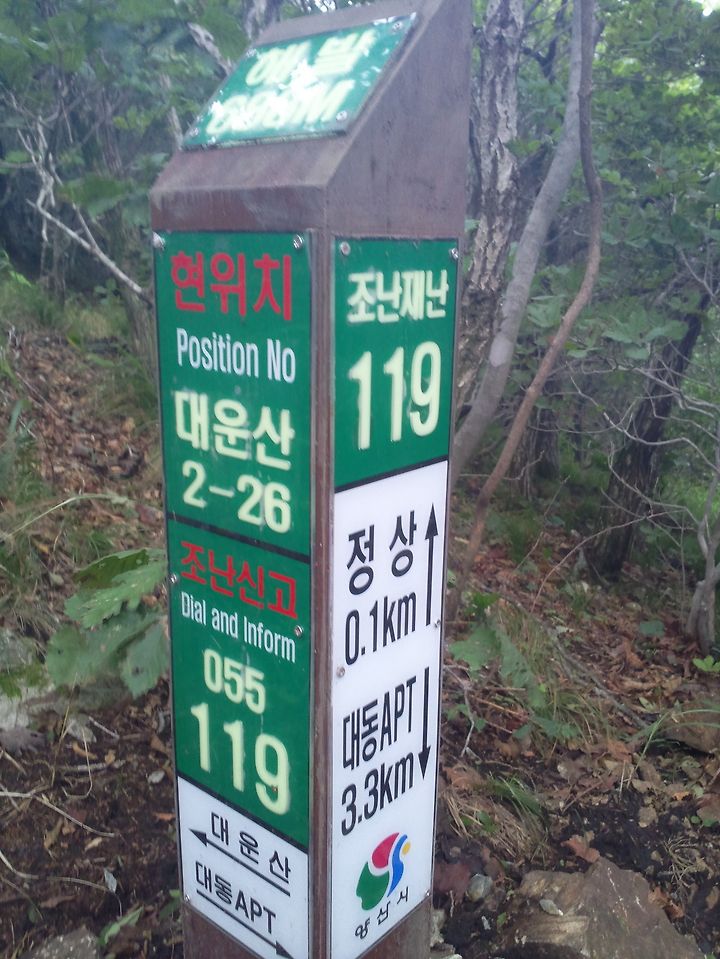 해발
현위치
Position No
대운산
2-26
조난신고
Dial and Inform
055
119
대운산
대동APT
조난재난
119
정상
0.1km
대동APT
3.3km
양산시